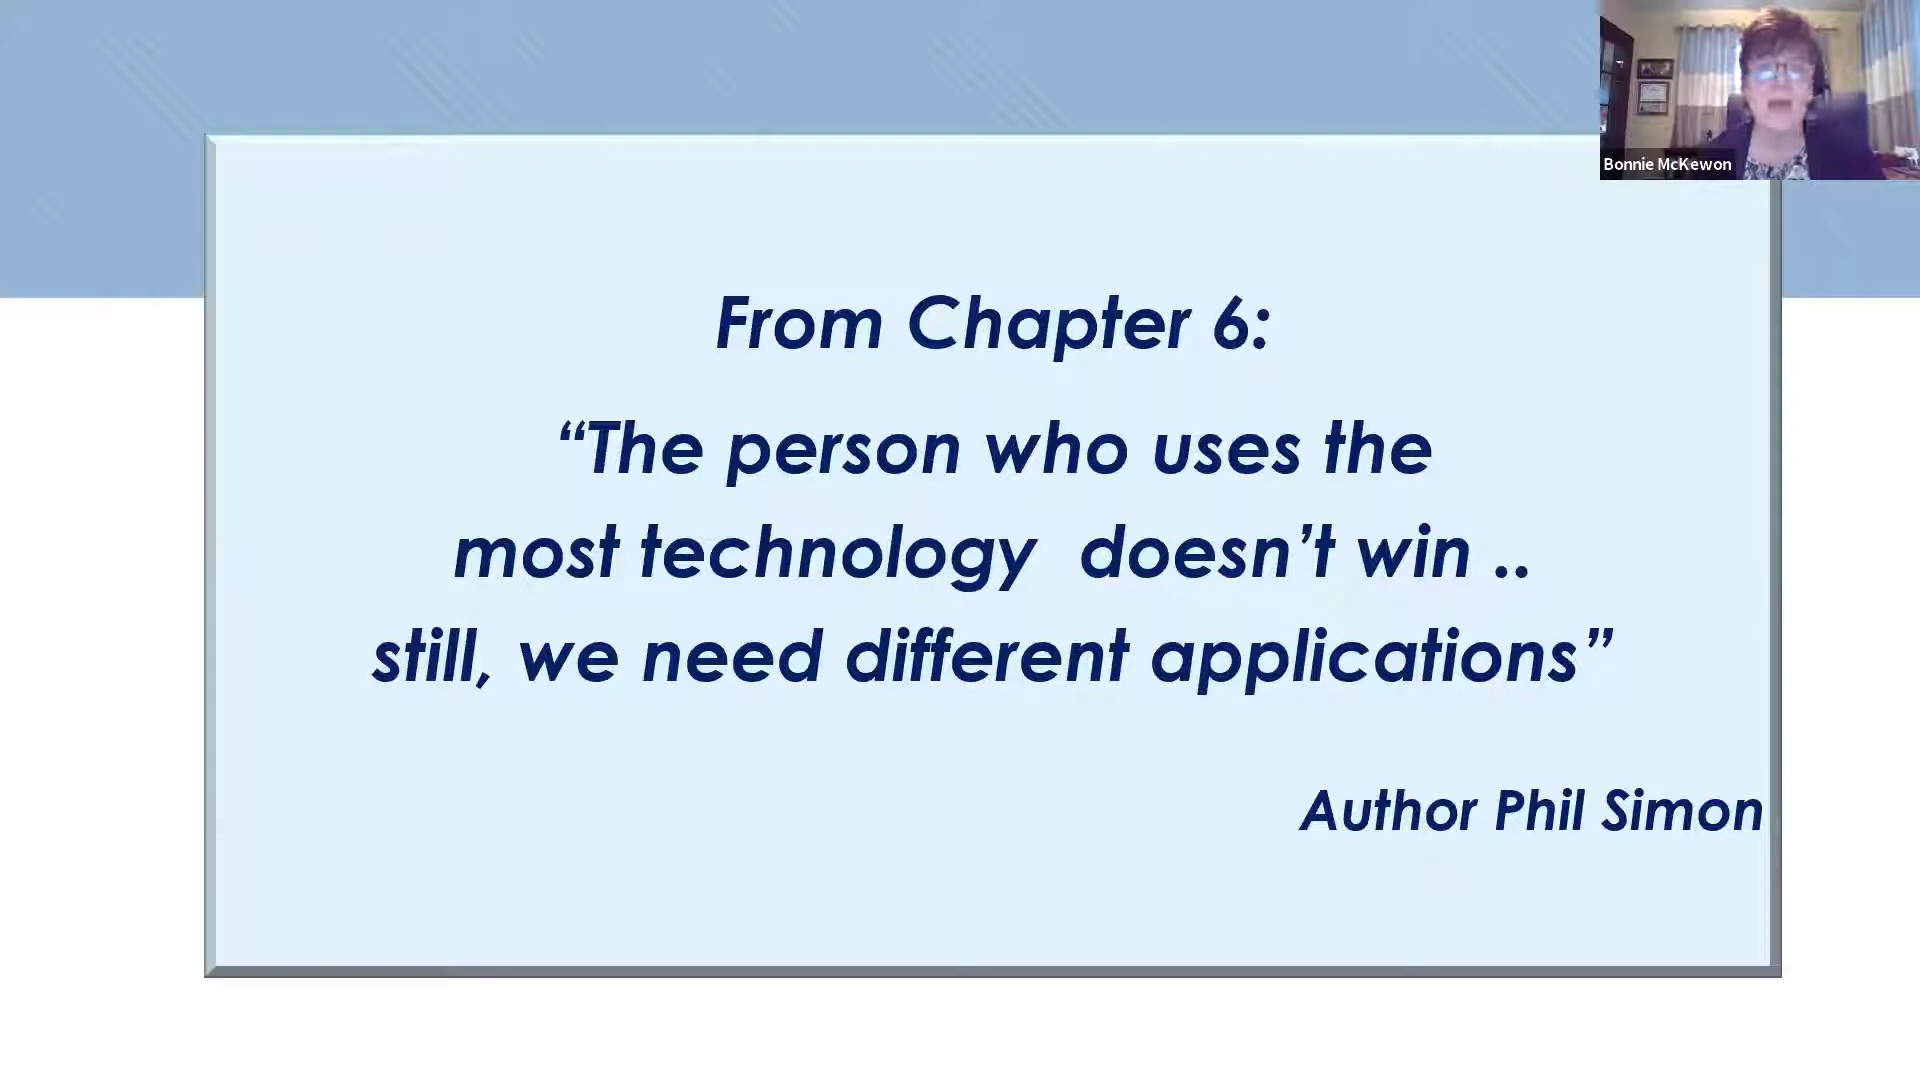 Bonnie McKewon
From Chapter 6:
“The person who uses the
most technology  doesn’t win ..
still, we need different applications”
Author Phil Simon